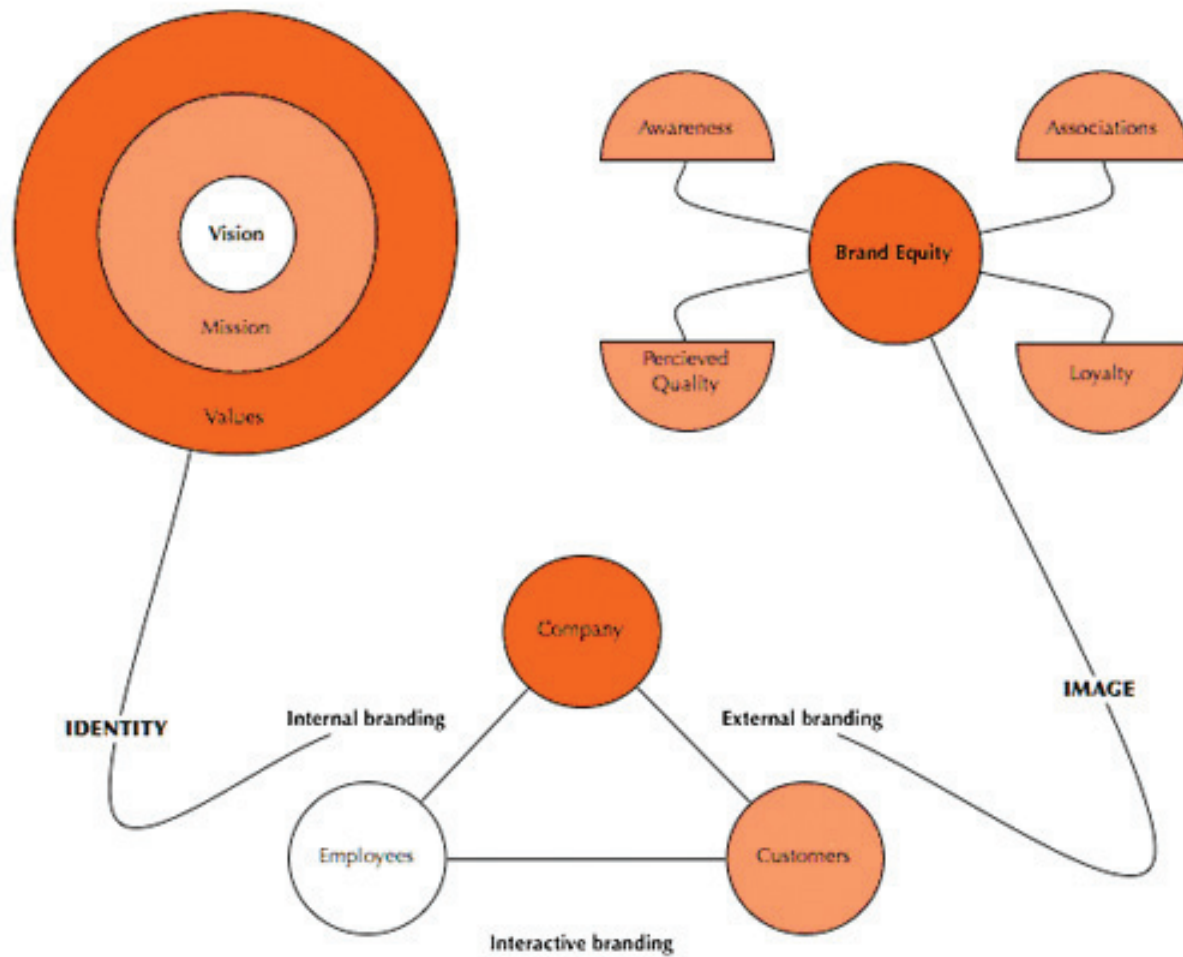 Vision
Mission
Values
Awareness
Associations
Brand Equity
Percieved
Quality
Loyalty
Company
IDENTITY
Internal branding
External branding
IMAGE
Employees
Customers
Interactive branding